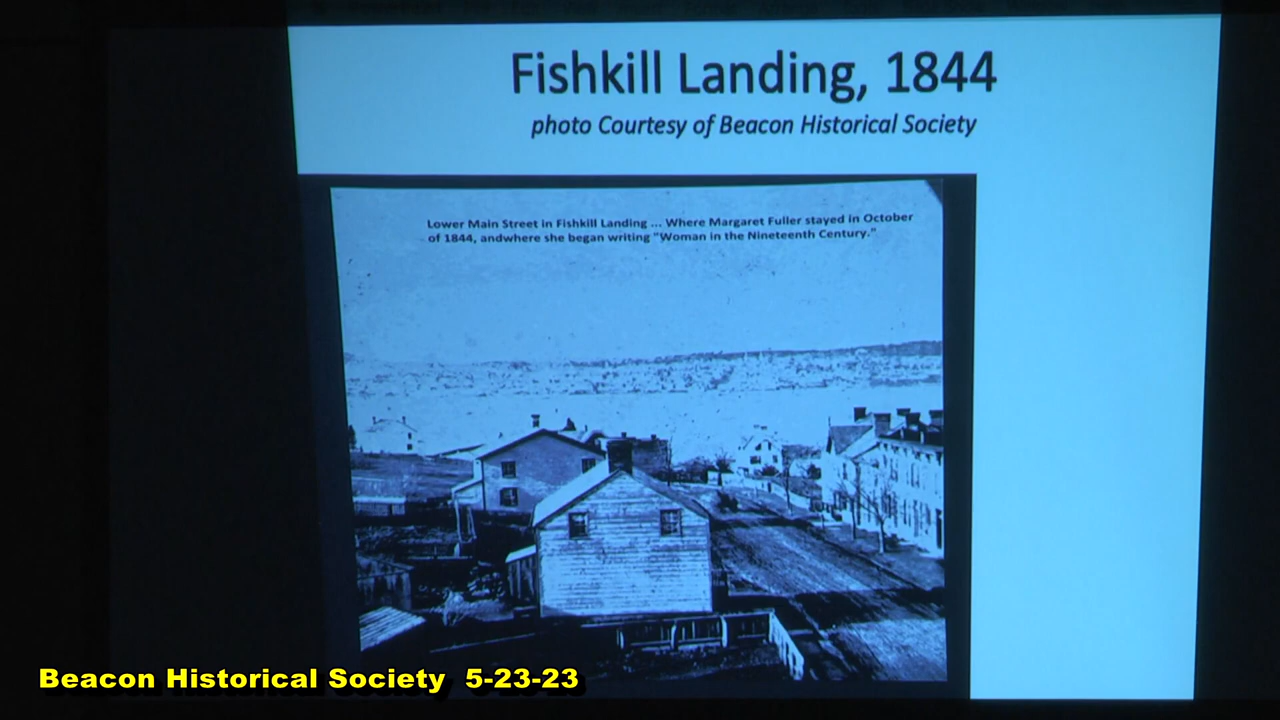 Fishkill Landing, 1844
photo Courtesy of Beacon Historical Society
Lower Main Street in Fishkill Landing ... Where Margaret Fuller stayed in October
of 1844, andwhere she began writing "Woman in the Nineteenth Century."
Beacon Historical Society 5-23-23